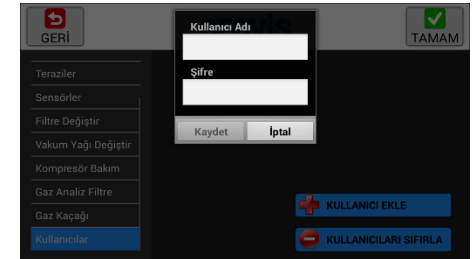 GERİ
TAMAM
Kullanıcı Adı
Şifre
Kaydet
İptal
Teraziler
Sensörler
Filtre Değiştir
Vakum Yağı Değiştir
Kompresör Bakım
Gaz Analiz Filtre
Gaz Kaçağı
Kullanıcılar
KULLANICI EKLE
KULLANICILARI SIFIRLA